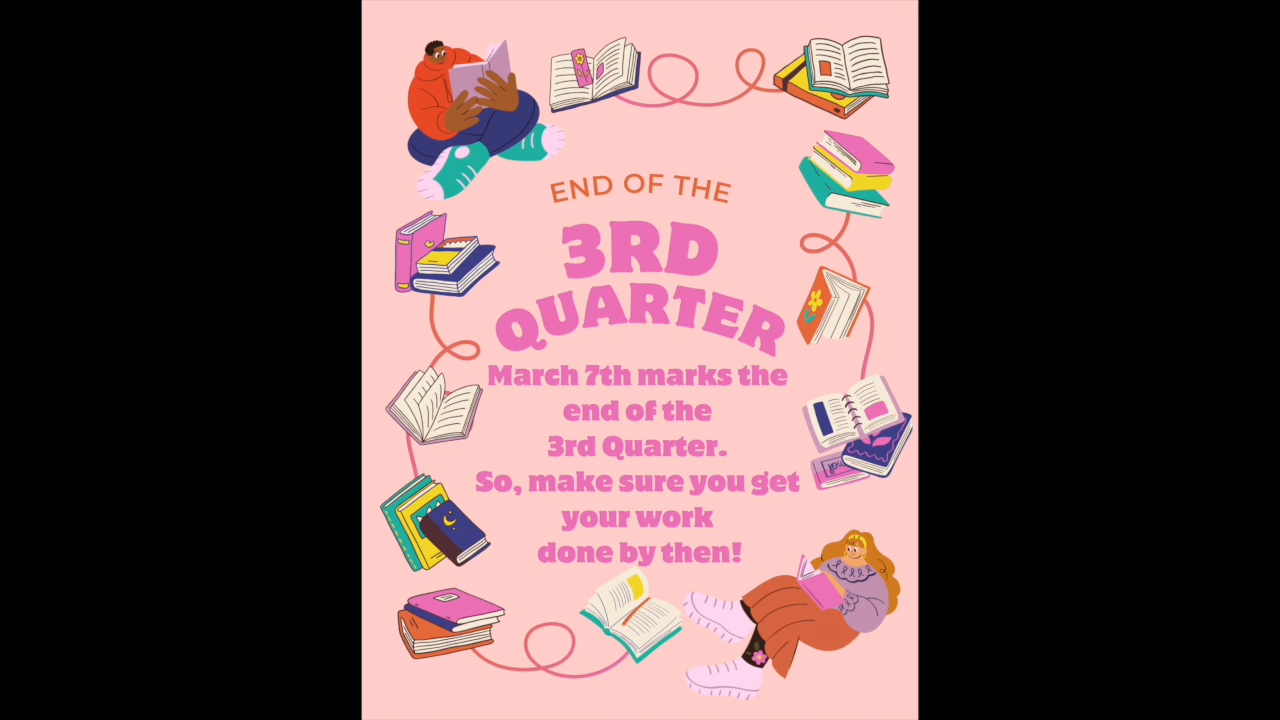 END OF THE
3RD
QUARTER
March 7th marks the
end of the
3rd Quarter.
So, make sure you get
your work
done by then!